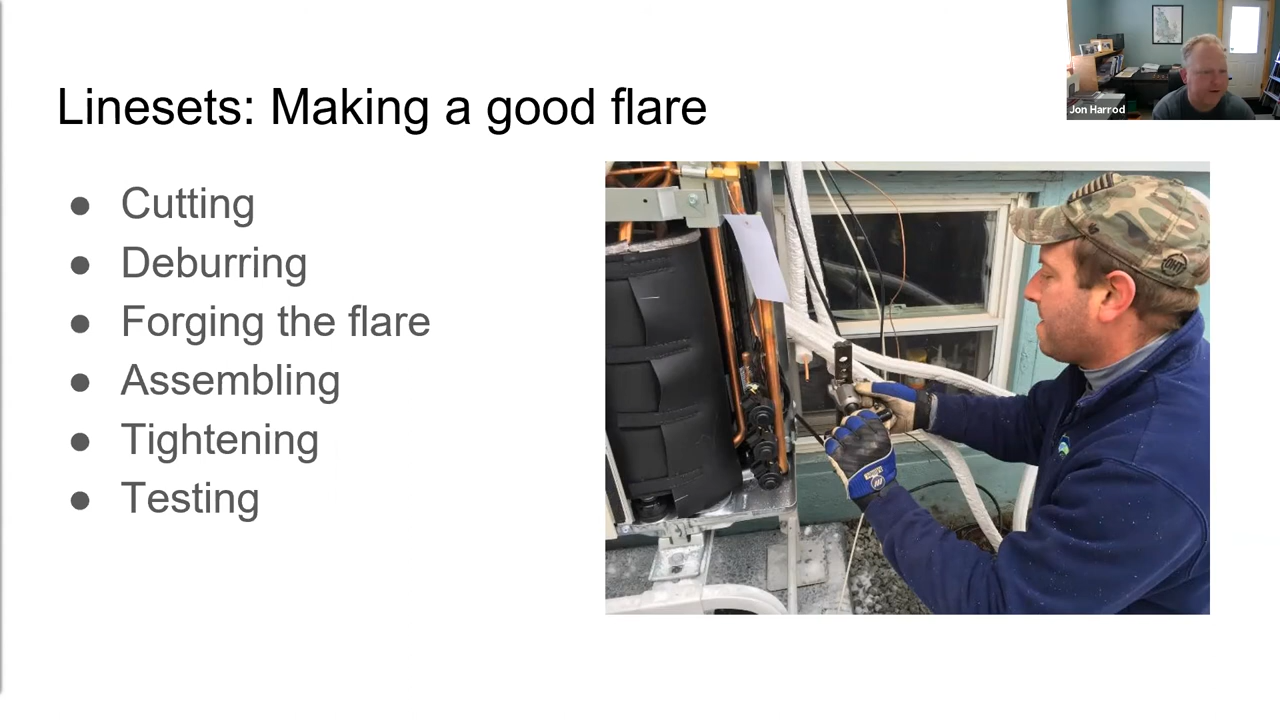 Linesets: Making a good flare
Jon Harrod
● Cutting
● Deburring
● Forging the flare
● Assembling
● Tightening
● Testing